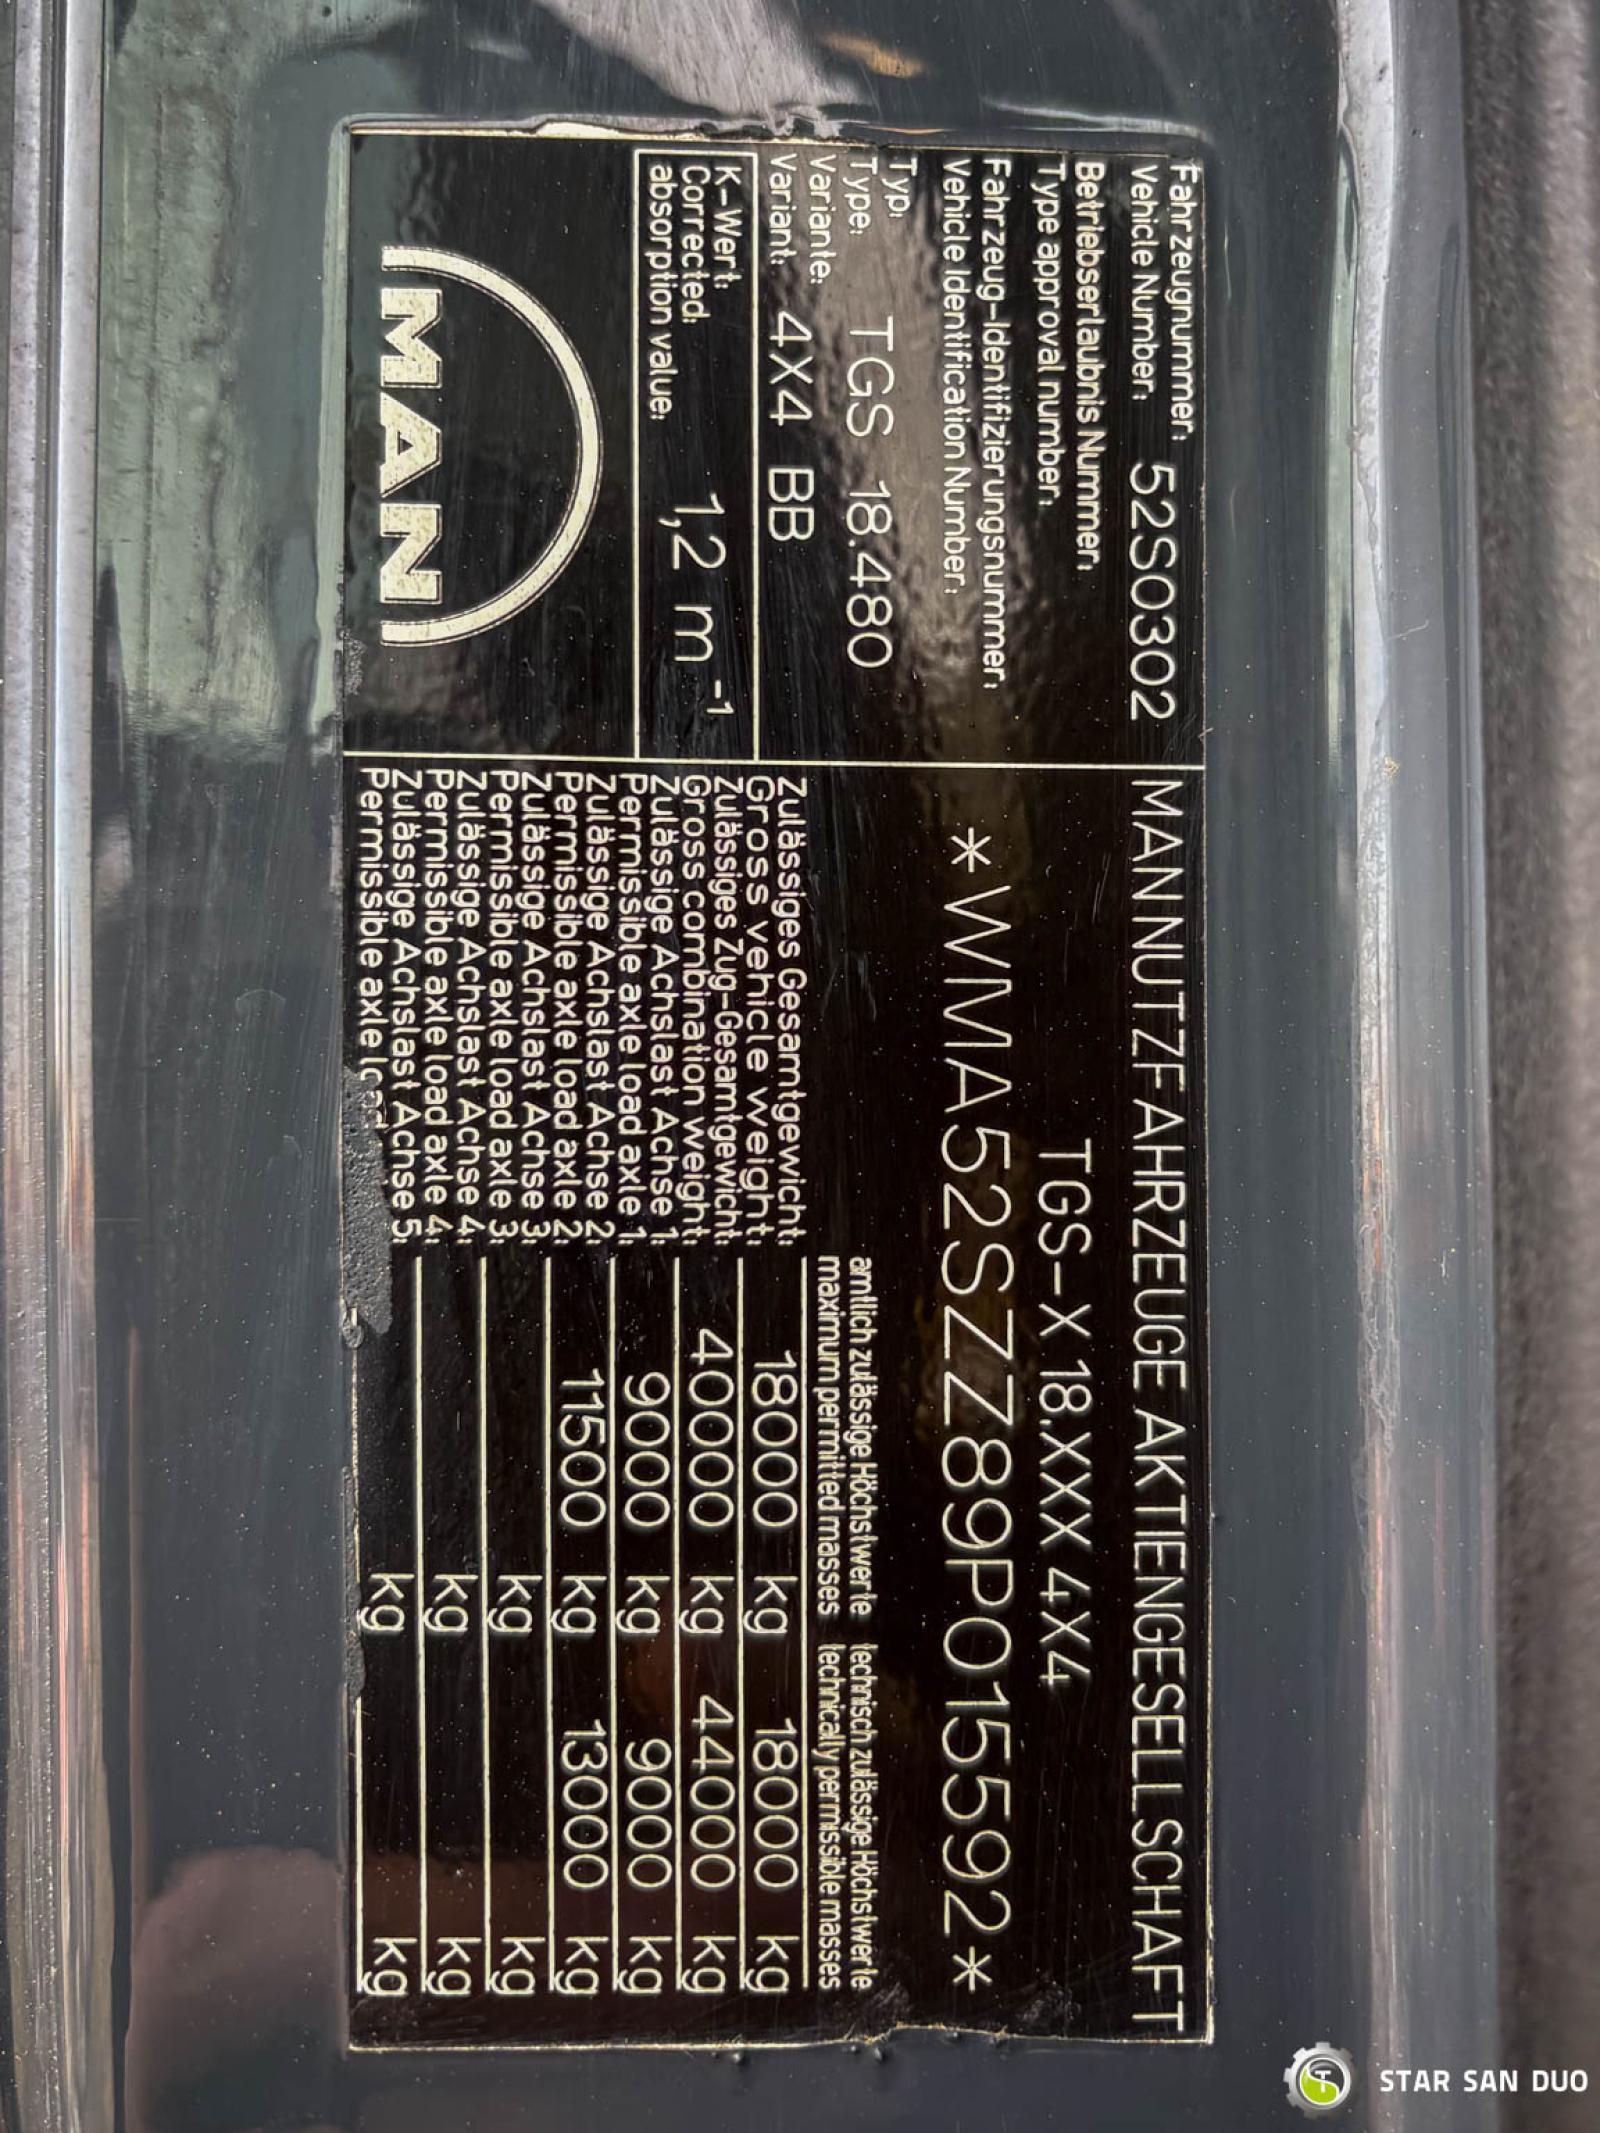 Fahrzeugnummer:
Vehicle Number: 52S0302 MAN NUTZFAHRZEUGE AKTIENGESELLSCHAFT
Betriebserlaubnis Nummer:
Type approval number: TGS-X 18.XXX 4X4
Fahrzeug-Identifizierungsnummer:
Vehicle Identification Number: *WMA52SZZ89P015592*
Typ:
Type: TGS 18.480
Variante:
Variant: 4X4 BB
K-Wert:
Corrected:
absorption value: 1,2 m⁻¹
MAN
amtlich zulässige Höchstwerte technisch zulässige Höchstwerte
maximum permitted masses technically permissible masses
Zulässiges Gesamtgewicht:
Gross vehicle weight: 18000 kg 18000 kg
Zulässiges Zug-Gesamtgewicht:
Gross combination weight: 40000 kg 44000 kg
Zulässige Achslast Achse 1:
Permissible axle load axle 1: 9000 kg 9000 kg
Zulässige Achslast Achse 2:
Permissible axle load axle 2: 11500 kg 13000 kg
Zulässige Achslast Achse 3:
Permissible axle load axle 3: kg kg
Zulässige Achslast Achse 4:
Permissible axle load axle 4: kg kg
Zulässige Achslast Achse 5:
Permissible axle kg kg
STAR SAN DUO